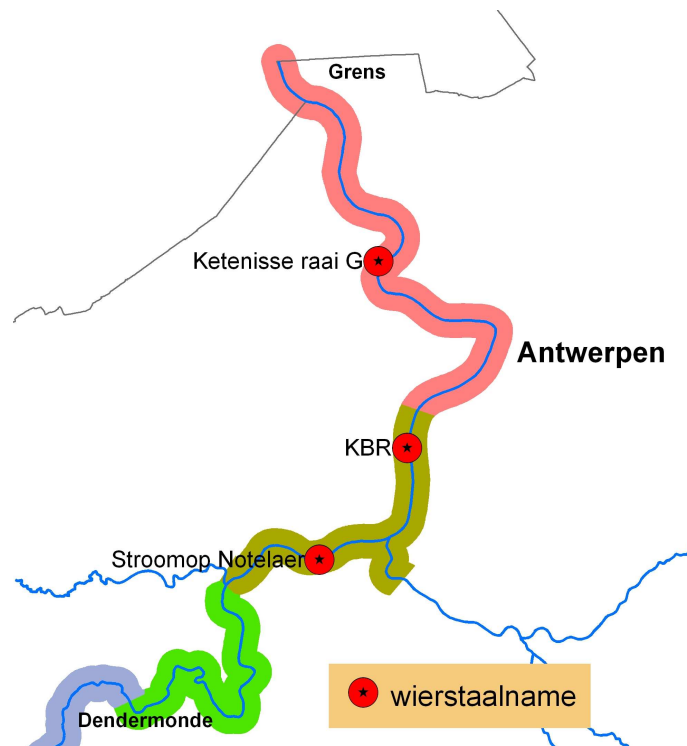 Grens
Ketenisse raai G
Antwerpen
KBR
Stroomop Notelaer
wierstaalname
Dendermonde